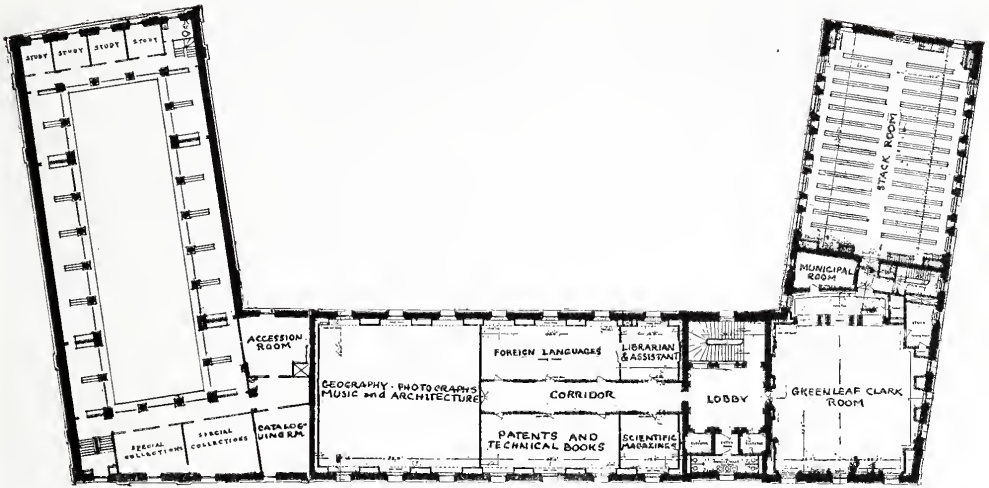 STUDY
STUDY
STUDY
STUDY
STACK ROOM
MUNICIPAL
ROOM
ACCESSION
ROOM
GEOGRAPHY · PHOTOGRAPHS
MUSIC and ARCHITECTURE
FOREIGN LANGUAGES
LIBRARIAN
& ASSISTANT
CORRIDOR
LOBBY
GREENLEAF CLARK
ROOM
SPECIAL
COLLECTIONS
SPECIAL
COLLECTIONS
CATALOG-
UING RM.
PATENTS AND
TECHNICAL BOOKS
SCIENTIFIC
MAGAZINES